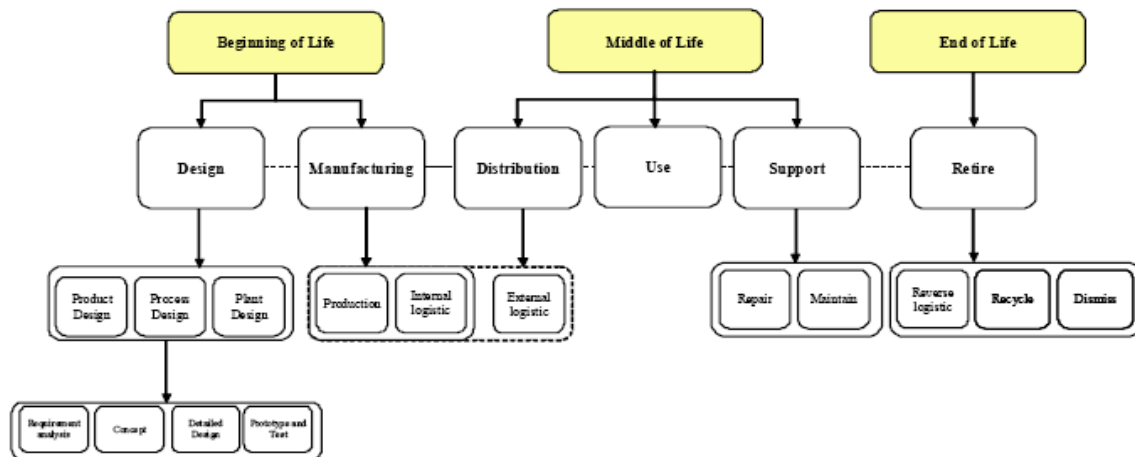 Beginning of Life
Middle of Life
End of Life
Design
Manufacturing
Distribution
Use
Support
Retire
Product
Design
Process
Design
Plant
Design
Production
Internal
logistic
External
logistic
Repair
Maintain
Reverse
logistic
Recycle
Dismiss
Requirement
analysis
Concept
Detailed
Design
Prototype and
Test